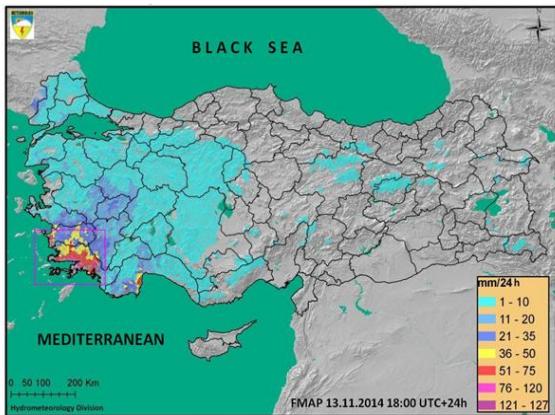 METEOROLOJI
BLACK SEA
N
MEDITERRANEAN
0 50 100 200 Km
Hydrometeorology Division
FMAP 13.11.2014 18:00 UTC+24h
mm/24 h
1 - 10
11 - 20
21 - 35
36 - 50
51 - 75
76 - 120
121 - 127